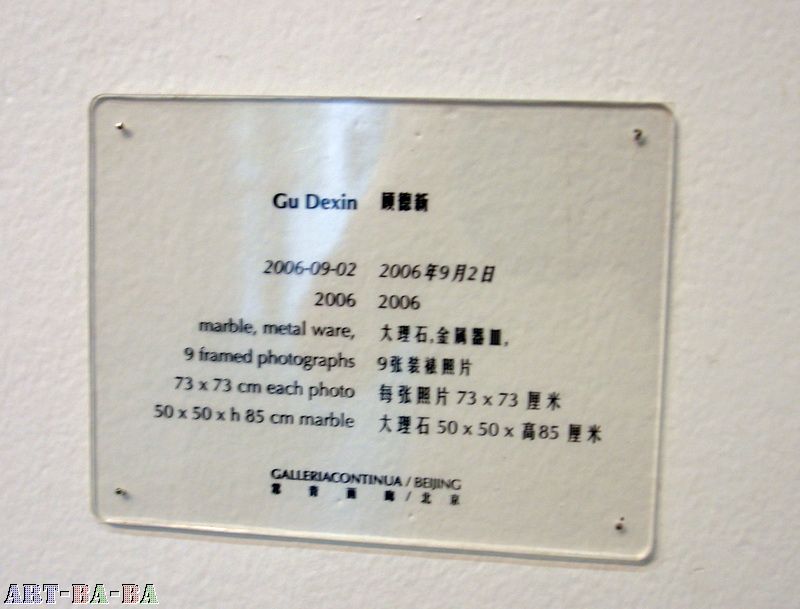 Gu Dexin 顾德新
2006-09-02 2006年9月2日
2006 2006
marble, metal ware, 大理石,金属器皿,
9 framed photographs 9张装裱照片
73 x 73 cm each photo 每张照片 73 x 73 厘米
50 x 50 x h 85 cm marble 大理石 50 x 50 x 高85 厘米
GALLERIACONTINUA / BEIJING
常青画廊 / 北京
ART-BA-BA